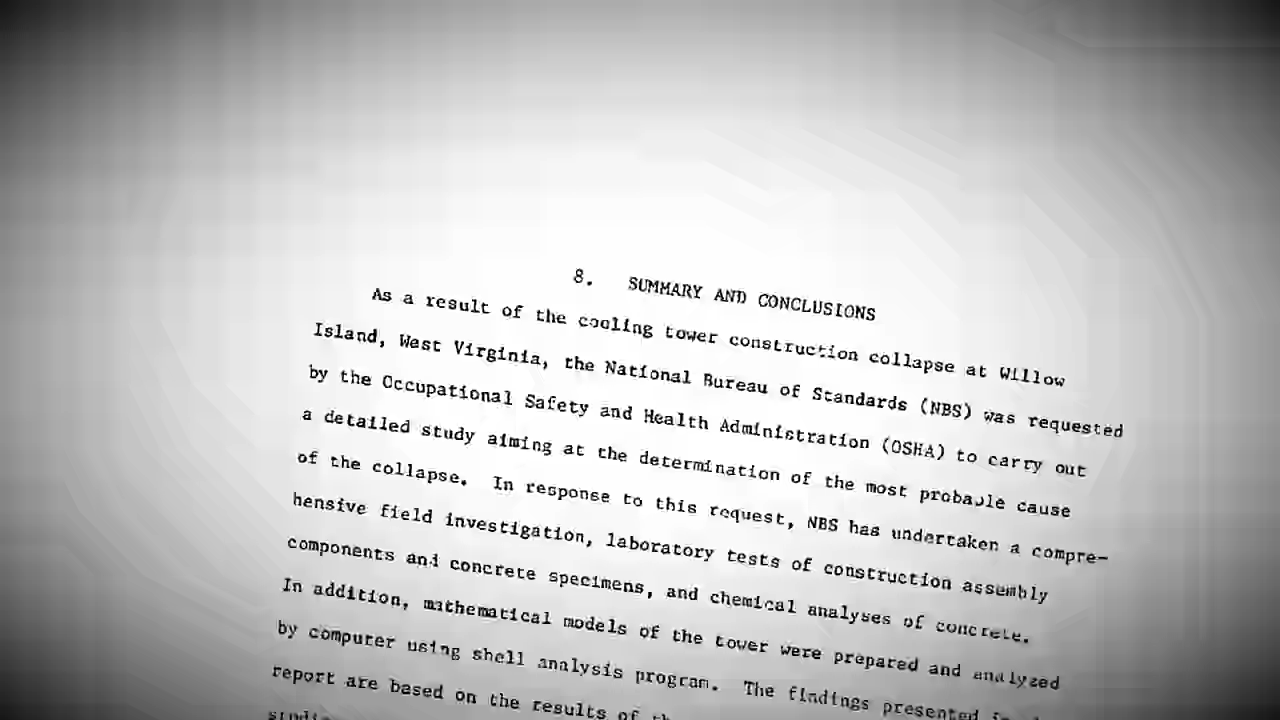 8. SUMMARY AND CONCLUSIONS
As a result of the cooling tower construction collapse at Willow
Island, West Virginia, the National Bureau of Standards (NBS) was requested
by the Occupational Safety and Health Administration (OSHA) to carry out
a detailed study aiming at the determination of the most probable cause
of the collapse. In response to this request, NBS has undertaken a compre-
hensive field investigation, laboratory tests of construction assembly
components and concrete specimens, and chemical analyses of concrete.
In addition, mathematical models of the tower were prepared and analyzed
by computer using shell analysis program. The findings presented in
report are based on the results of